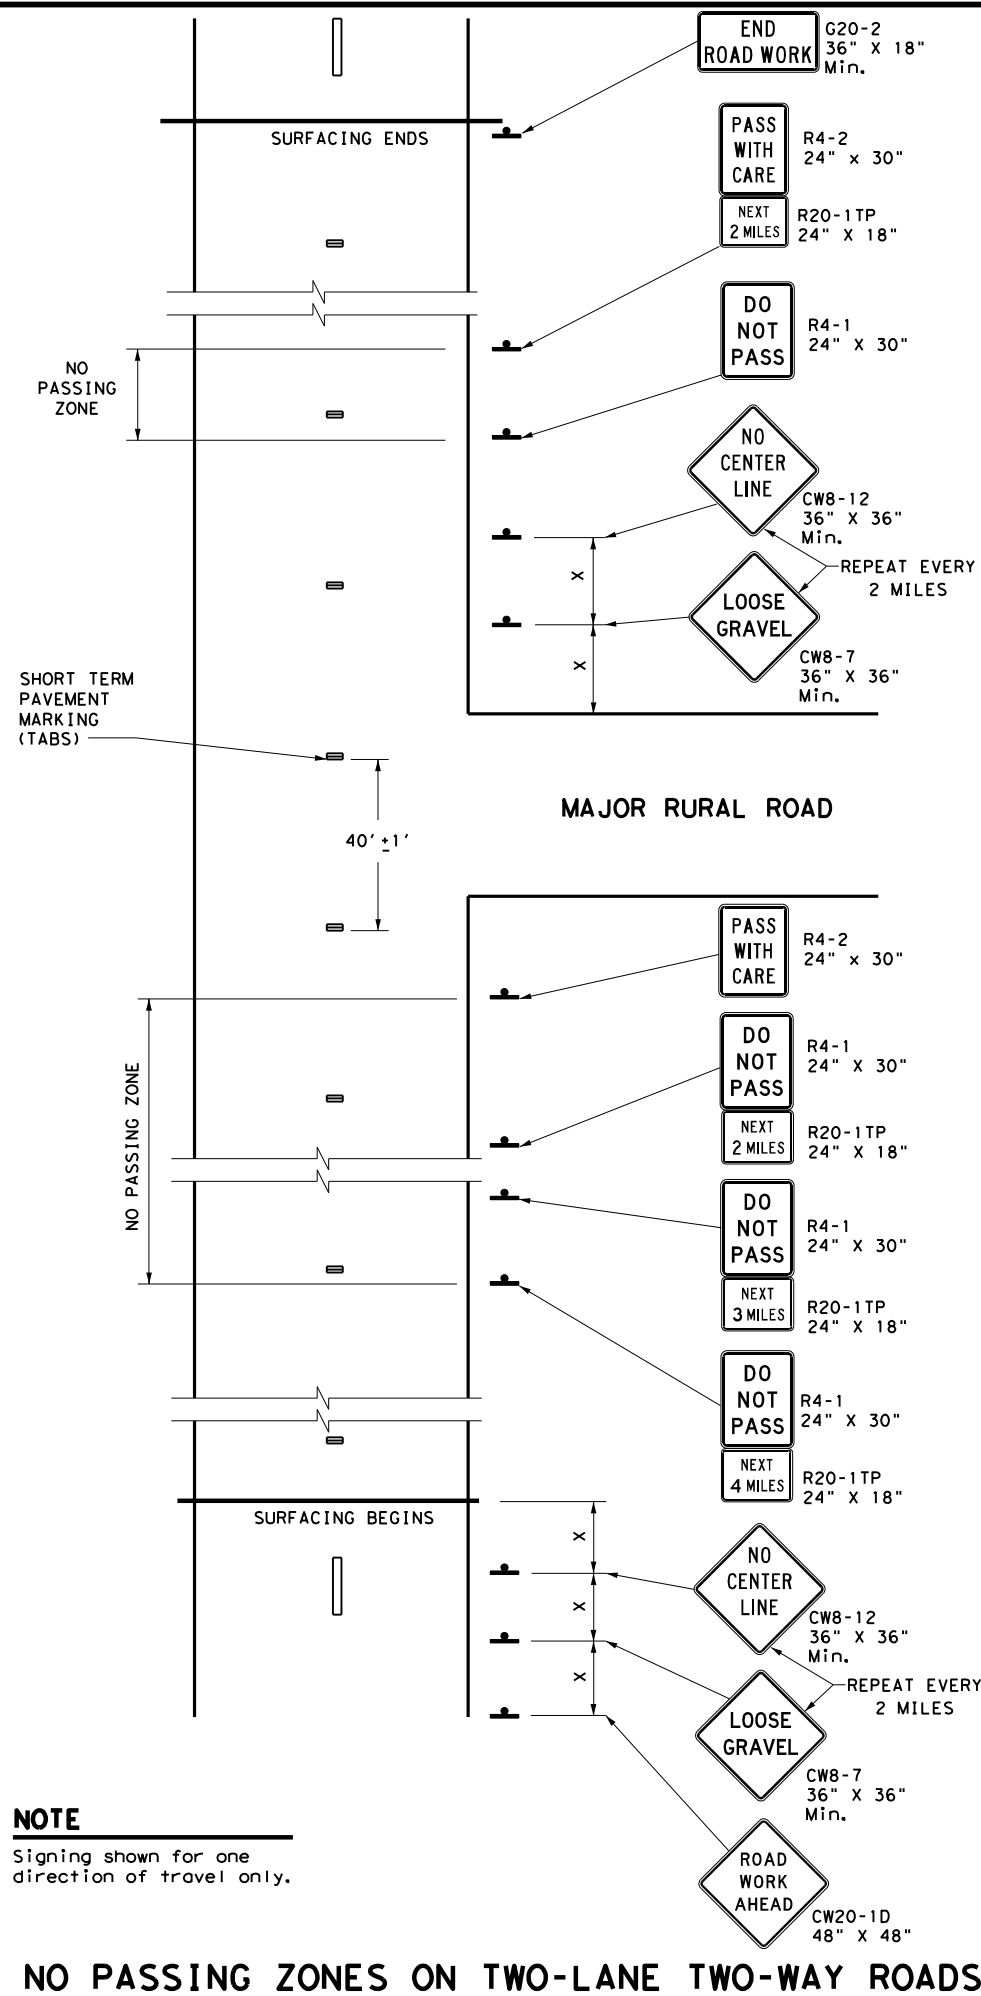 END
ROAD WORK
G20-2
36" X 18"
Min.
SURFACING ENDS
PASS
WITH
CARE
R4-2
24" x 30"
NEXT
2 MILES
R20-1TP
24" X 18"
DO
NOT
PASS
R4-1
24" X 30"
NO
PASSING
ZONE
NO
CENTER
LINE
CW8-12
36" X 36"
Min.
X
REPEAT EVERY
2 MILES
LOOSE
GRAVEL
X
CW8-7
36" X 36"
Min.
SHORT TERM
PAVEMENT
MARKING
(TABS)
MAJOR RURAL ROAD
40' ±1'
PASS
WITH
CARE
R4-2
24" x 30"
NO PASSING ZONE
DO
NOT
PASS
R4-1
24" X 30"
NEXT
2 MILES
R20-1TP
24" X 18"
DO
NOT
PASS
R4-1
24" X 30"
NEXT
3 MILES
R20-1TP
24" X 18"
DO
NOT
PASS
R4-1
24" X 30"
NEXT
4 MILES
R20-1TP
24" X 18"
SURFACING BEGINS
X
NO
CENTER
LINE
X
CW8-12
36" X 36"
Min.
X
REPEAT EVERY
2 MILES
LOOSE
GRAVEL
CW8-7
36" X 36"
Min.
NOTE
Signing shown for one
direction of travel only.
ROAD
WORK
AHEAD
CW20-1D
48" X 48"
NO PASSING ZONES ON TWO-LANE TWO-WAY ROADS